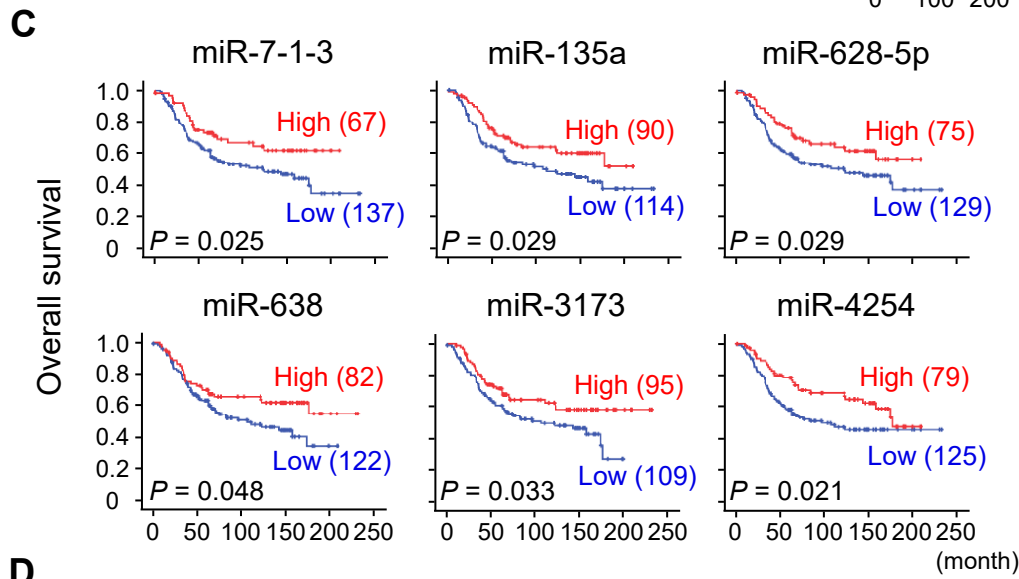 0 100 200
C
miR-7-1-3 miR-135a miR-628-5p
Overall survival
1.0
0.8
0.6
0.4
0.2
0
High (67)
Low (137)
P = 0.025
High (90)
Low (114)
P = 0.029
High (75)
Low (129)
P = 0.029
miR-638 miR-3173 miR-4254
1.0
0.8
0.6
0.4
0.2
0
High (82)
Low (122)
P = 0.048
High (95)
Low (109)
P = 0.033
High (79)
Low (125)
P = 0.021
0 50 100 150 200 250 0 50 100 150 200 250 0 50 100 150 200 250
(month)
D